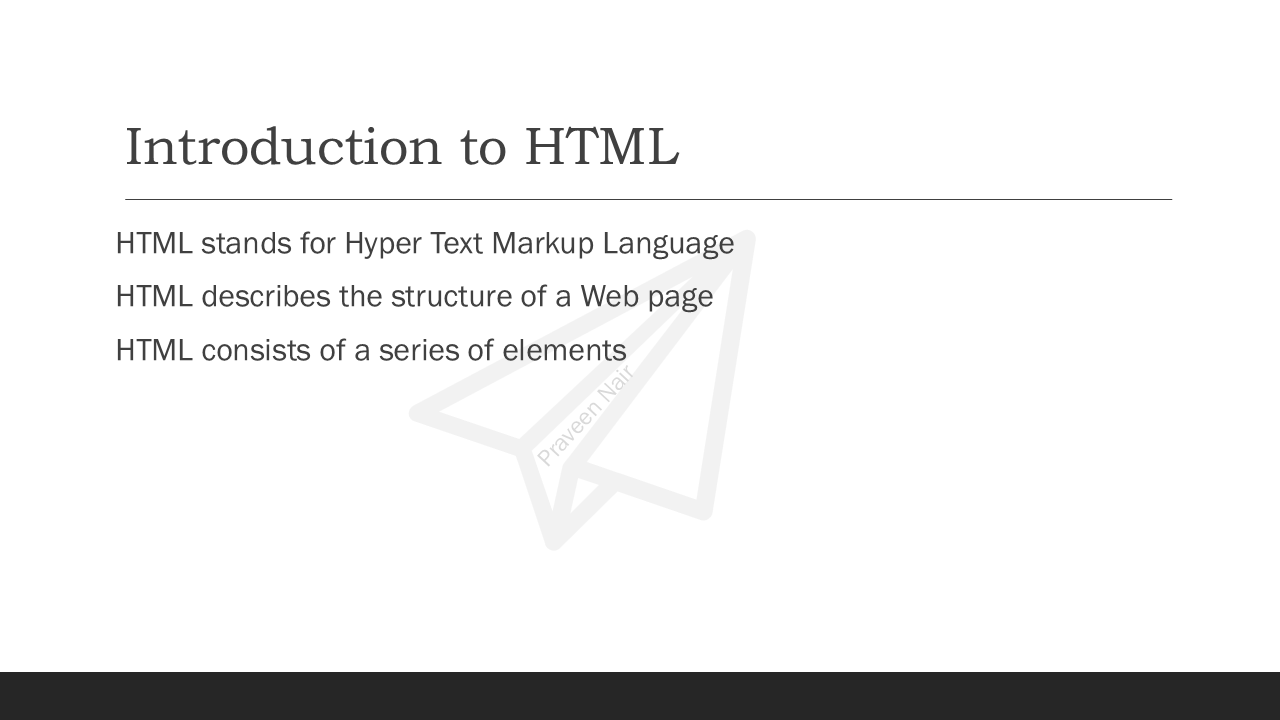 Introduction to HTML
HTML stands for Hyper Text Markup Language
HTML describes the structure of a Web page
HTML consists of a series of elements
Praveen Nair